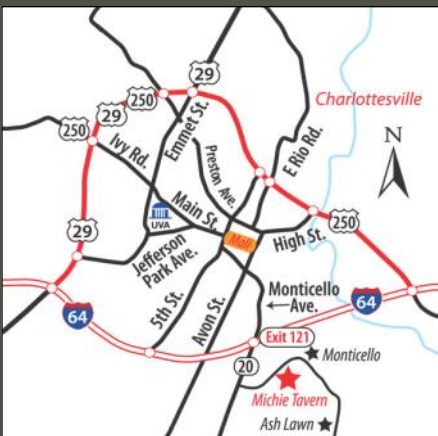 29
250
29
Charlottesville
250
Emmet St.
N
Ivy Rd.
Preston Ave.
E Rio Rd.
UVA
Main St.
29
Mall
High St.
250
Jefferson
Park Ave.
Monticello
Ave.
64
64
5th St.
Avon St.
Exit 121
Monticello
20
Michie Tavern
Ash Lawn